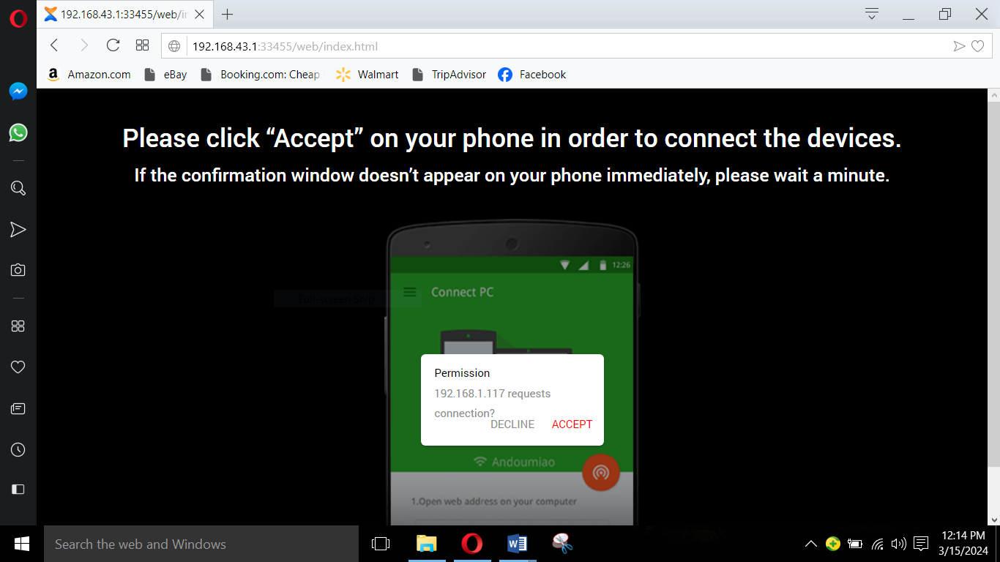 192.168.43.1:33455/web/in
192.168.43.1:33455/web/index.html
Amazon.com eBay Booking.com: Cheap Walmart TripAdvisor Facebook
Please click “Accept” on your phone in order to connect the devices.
If the confirmation window doesn’t appear on your phone immediately, please wait a minute.
12:26
Connect PC
Full-screen Snip
Permission
192.168.1.117 requests
connection?
DECLINE ACCEPT
Andoumiao
1.Open web address on your computer
Search the web and Windows
12:14 PM
3/15/2024